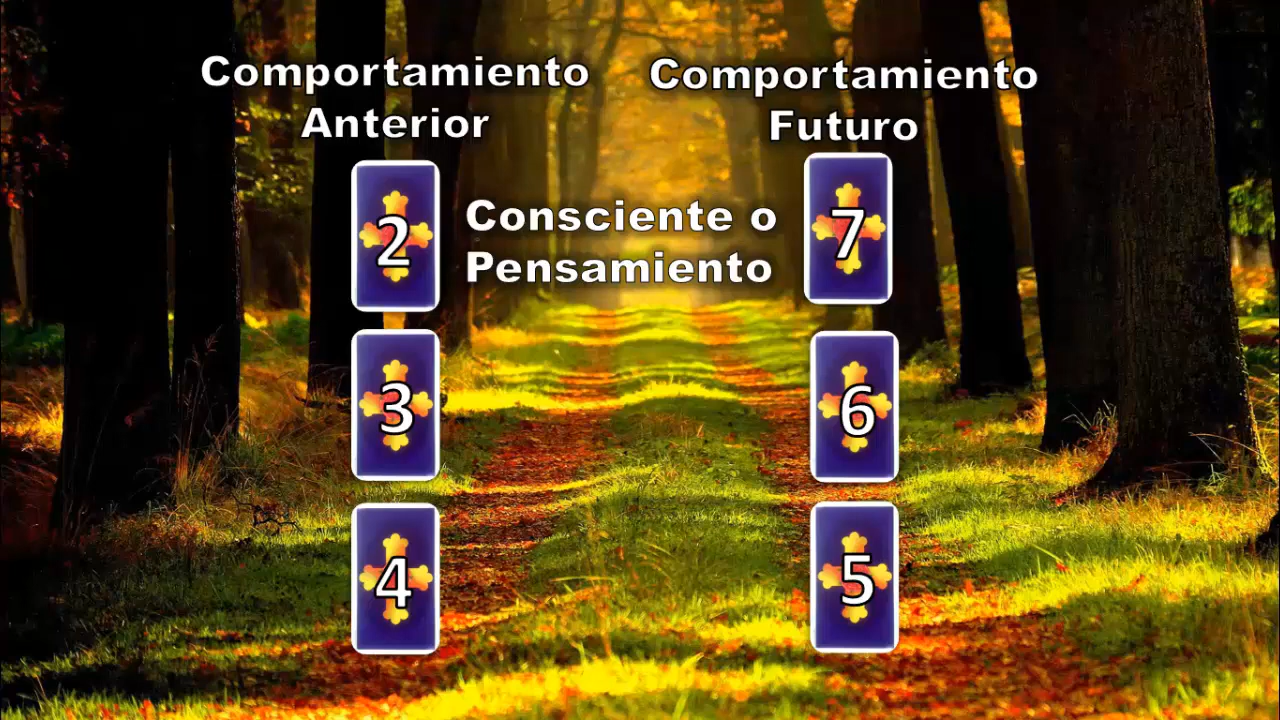 Comportamiento
Anterior
Comportamiento
Futuro
2
Consciente o
Pensamiento
7
3
6
4
5